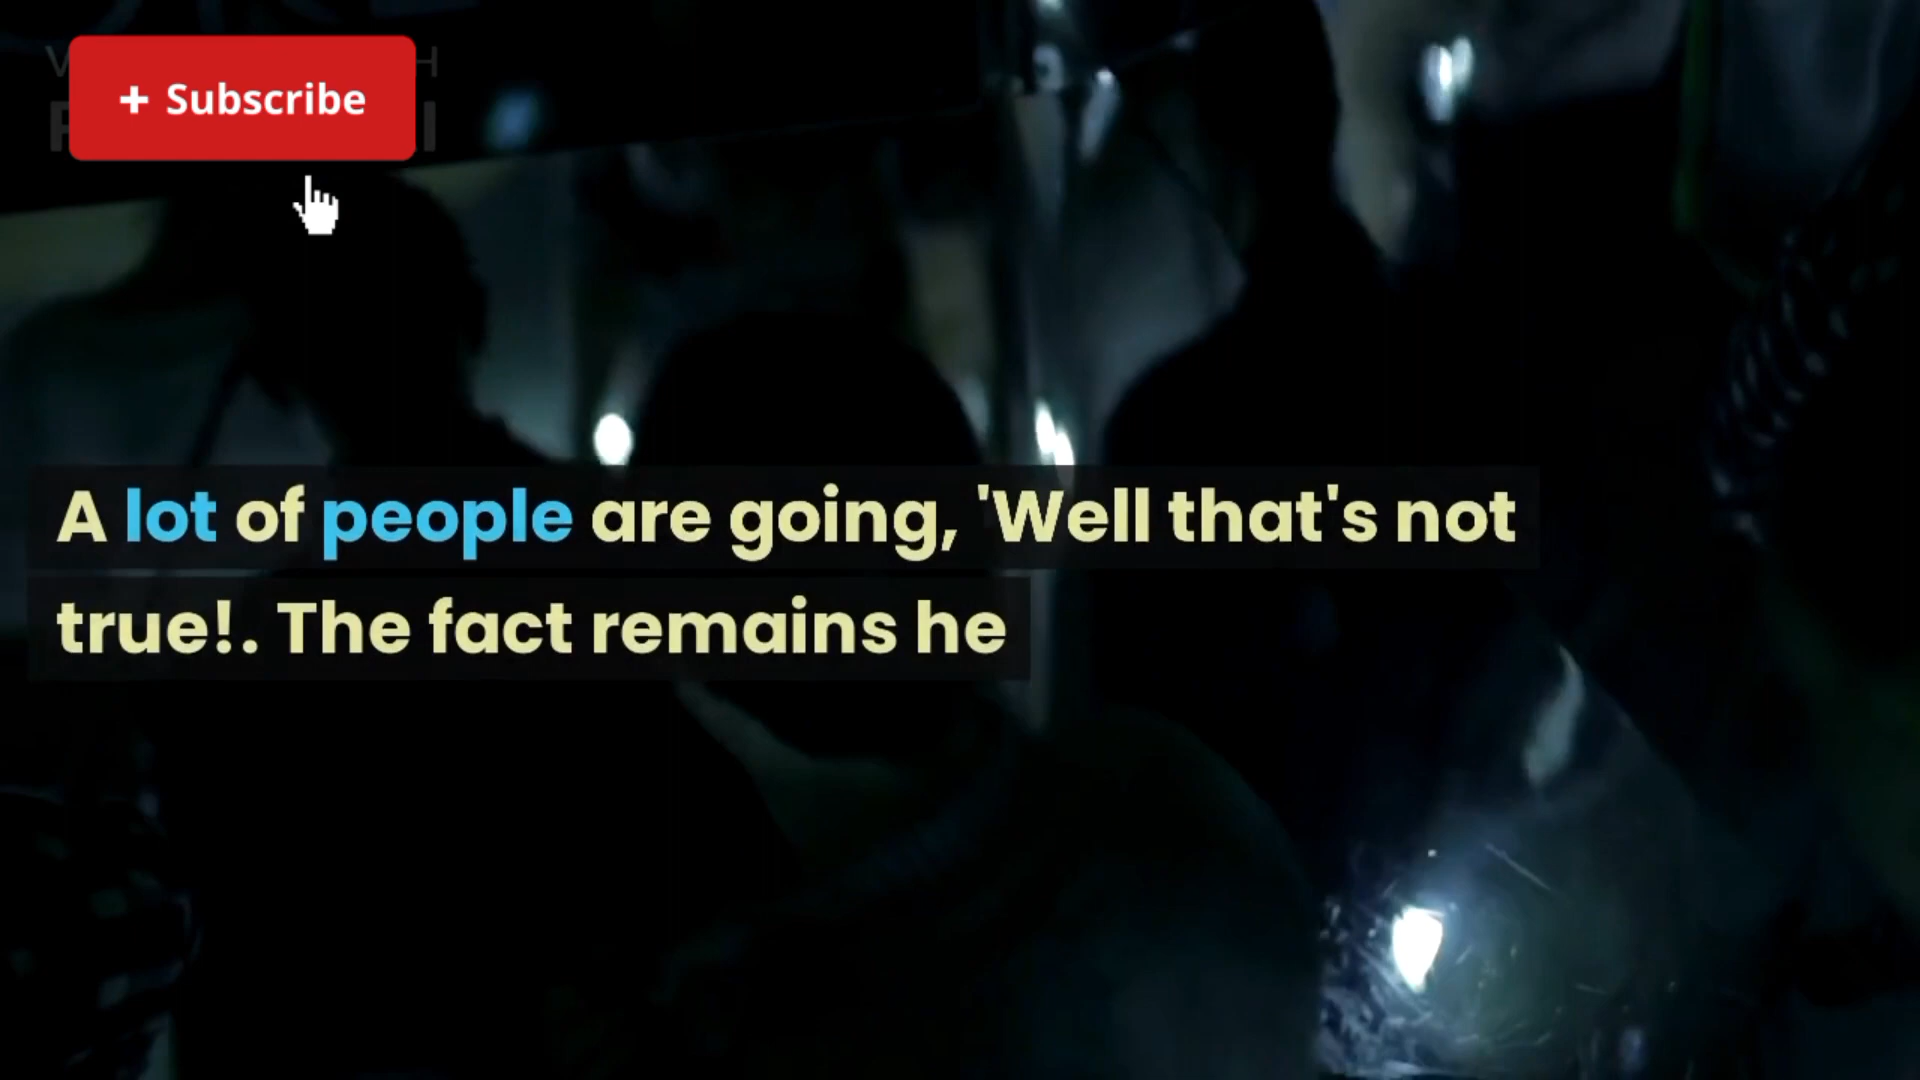 + Subscribe
A lot of people are going, 'Well that's not
true!. The fact remains he